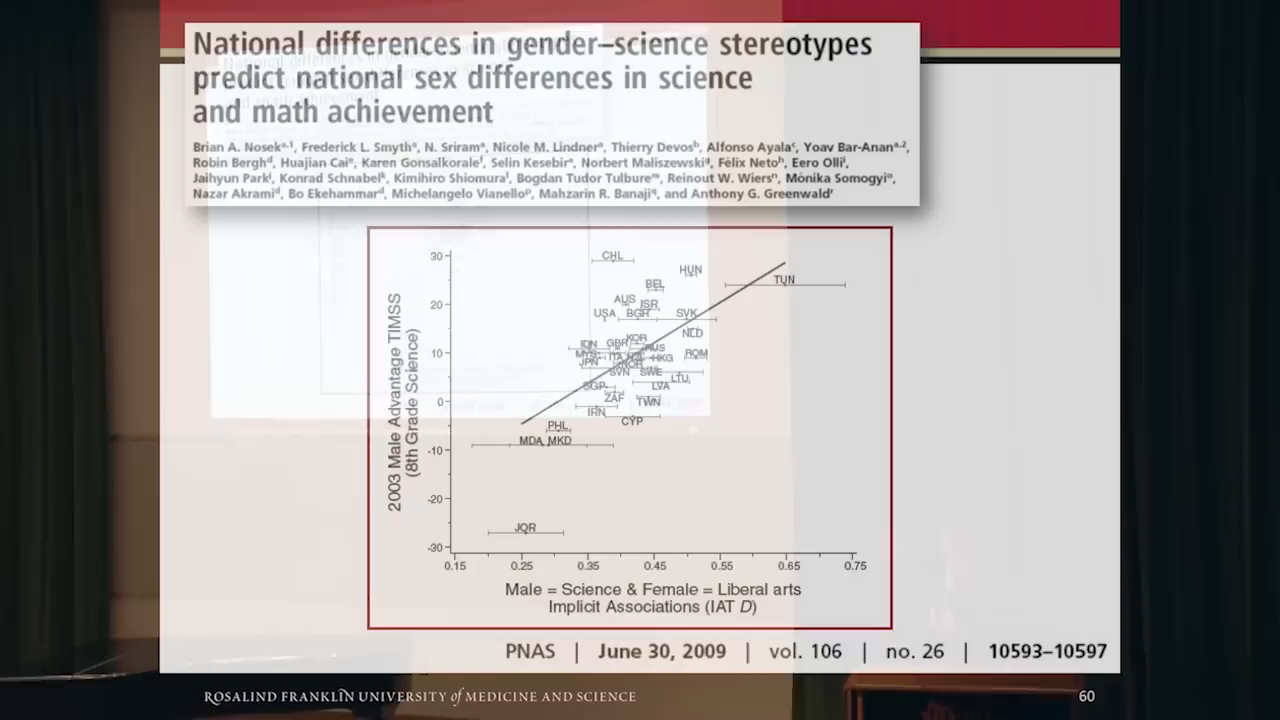 National differences in gender–science stereotypes
predict national sex differences in science
and math achievement
Brian A. Nosek^a,1, Frederick L. Smyth^a, N. Sriram^a, Nicole M. Lindner^a, Thierry Devos^b, Alfonso Ayala^c, Yoav Bar-Anan^a,2,
Robin Bergh^d, Huajian Cai^e, Karen Gonsalkorale^f, Selin Kesebir^a, Norbert Maliszewski^g, Félix Neto^h, Eero Olli^i,
Jaihyun Park^j, Konrad Schnabel^k, Kimihiro Shiomura^l, Bogdan Tudor Tulbure^m, Reinout W. Wiers^n, Mónika Somogyi^o,
Nazar Akrami^d, Bo Ekehammar^d, Michelangelo Vianello^p, Mahzarin R. Banaji^q, and Anthony G. Greenwald^r
2003 Male Advantage TIMSS
(8th Grade Science)
30
20
10
0
-10
-20
-30
CHL
HUN
TUN
BEL
AUS
ISR
USA
BGR
SVK
NLD
KOR
IDN
GBR
RUS
MYS
ITA
HKG
ROM
JPN
NOR
SVN
SWE
LTU
SGP
LVA
ZAF
TWN
IRN
CYP
PHL
MDA
MKD
JOR
0.15 0.25 0.35 0.45 0.55 0.65 0.75
Male = Science & Female = Liberal arts
Implicit Associations (IAT D)
PNAS | June 30, 2009 | vol. 106 | no. 26 | 10593–10597
ROSALIND FRANKLIN UNIVERSITY of MEDICINE AND SCIENCE
60